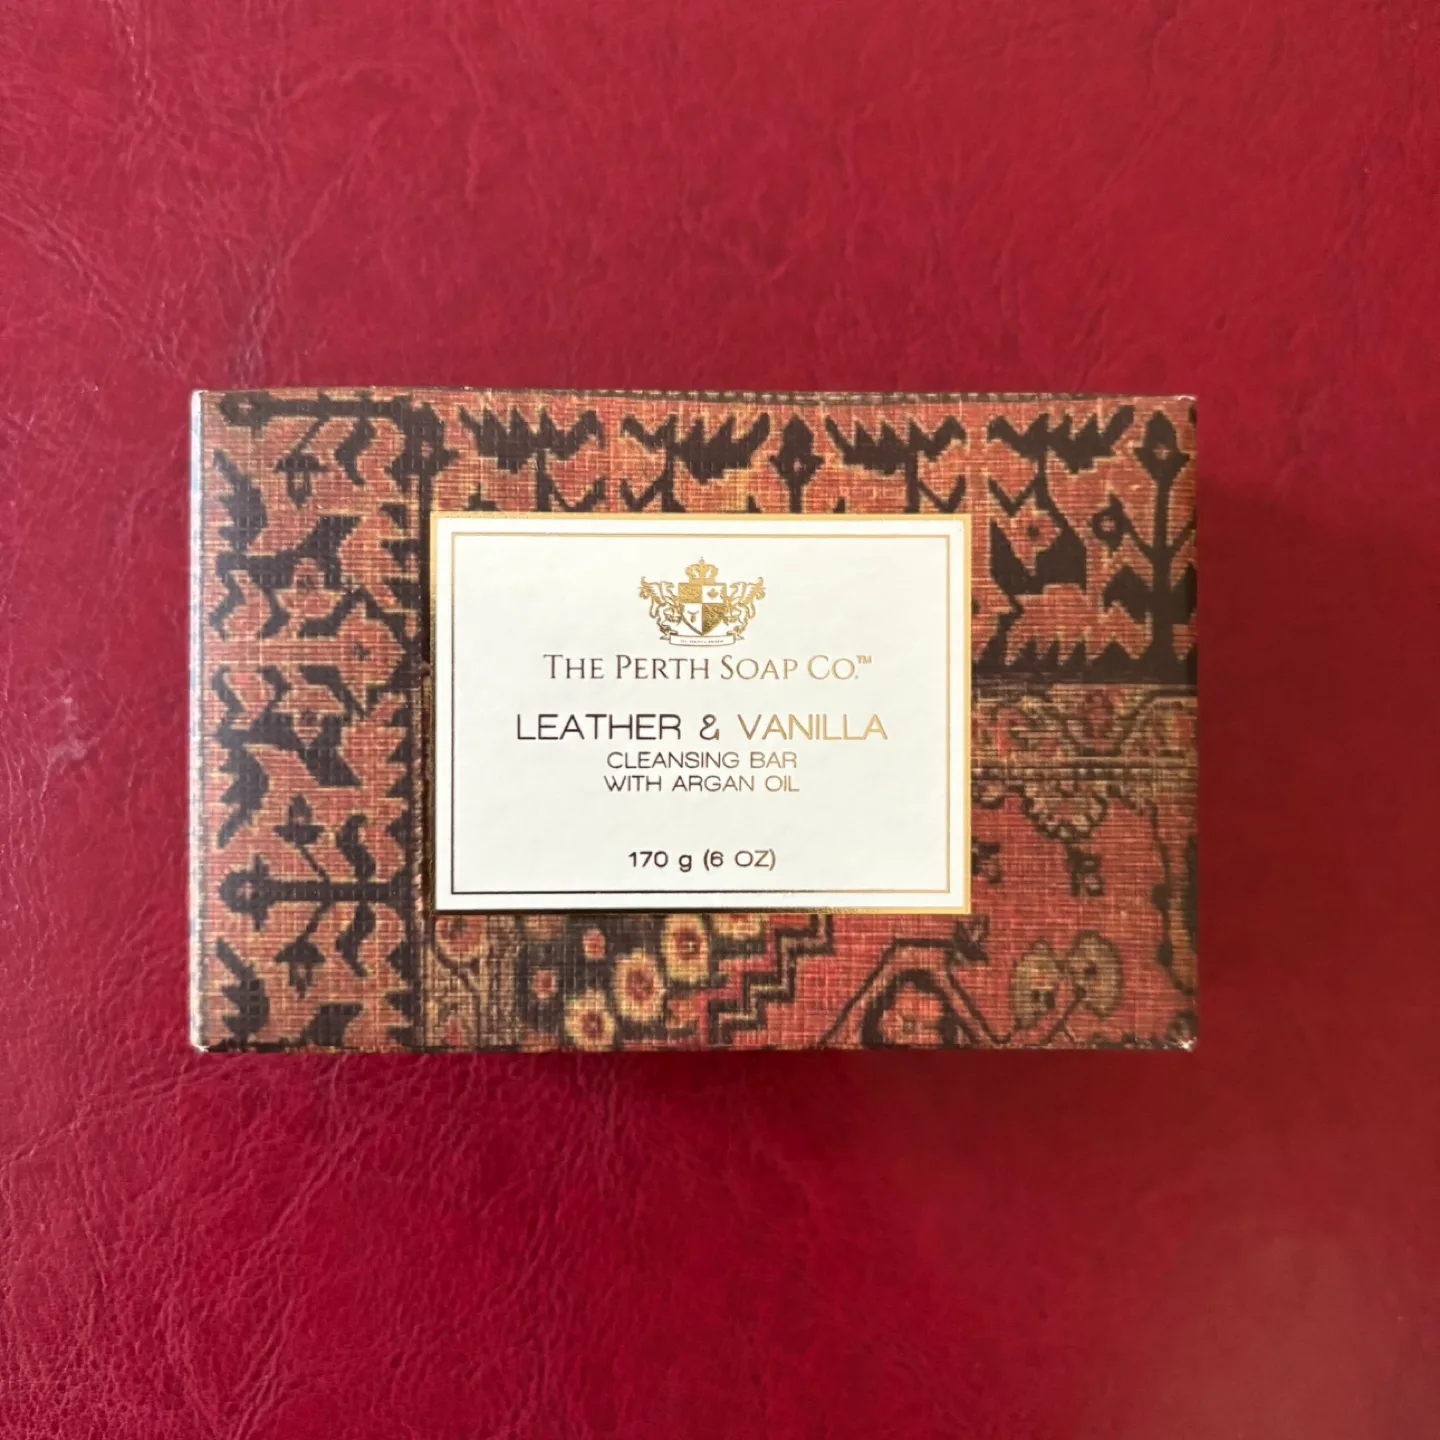 THE PERTH SOAP CO.™
LEATHER & VANILLA
CLEANSING BAR
WITH ARGAN OIL
170 g (6 OZ)